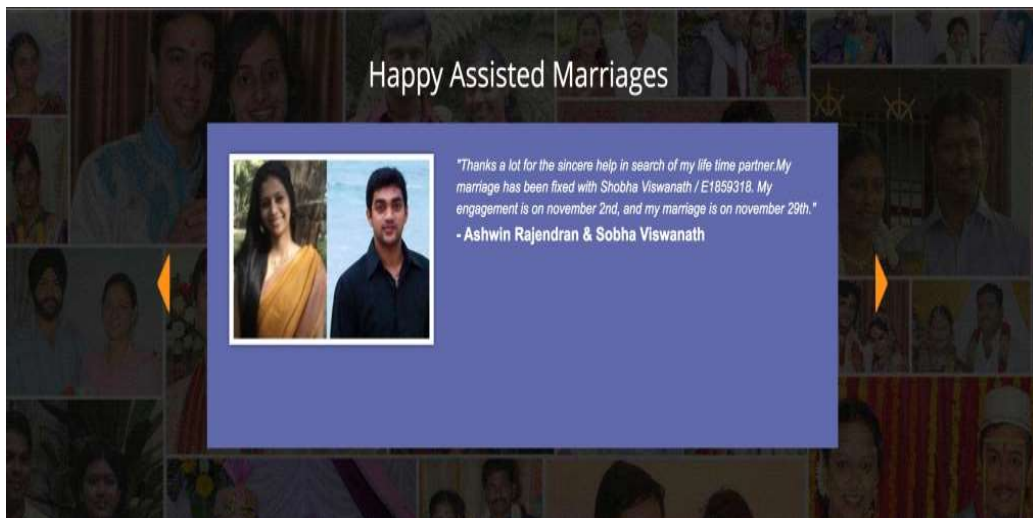 Happy Assisted Marriages
"Thanks a lot for the sincere help in search of my life time partner.My
marriage has been fixed with Shobha Viswanath / E1859318. My
engagement is on november 2nd, and my marriage is on november 29th."
- Ashwin Rajendran & Sobha Viswanath